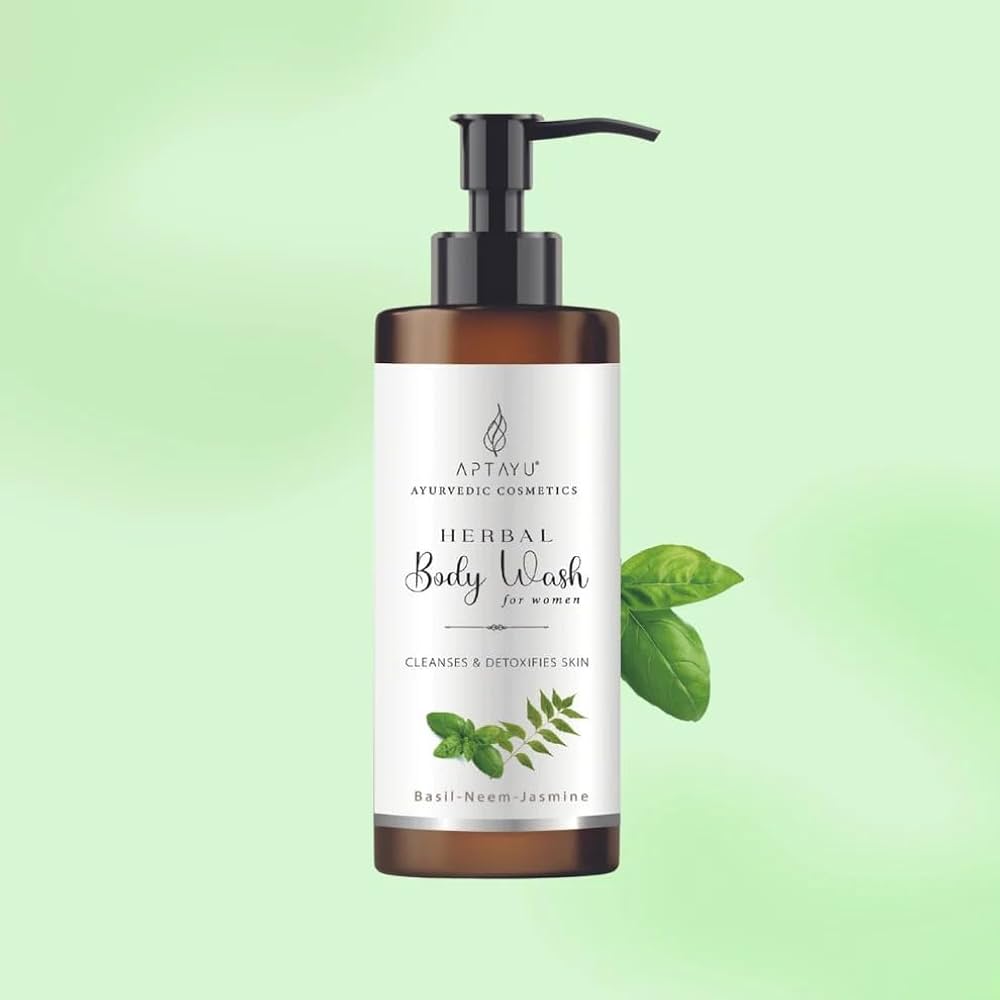 APTAYU®
AYURVEDIC COSMETICS
HERBAL
Body Wash
for women
CLEANSES & DETOXIFIES SKIN
Basil-Neem-Jasmine